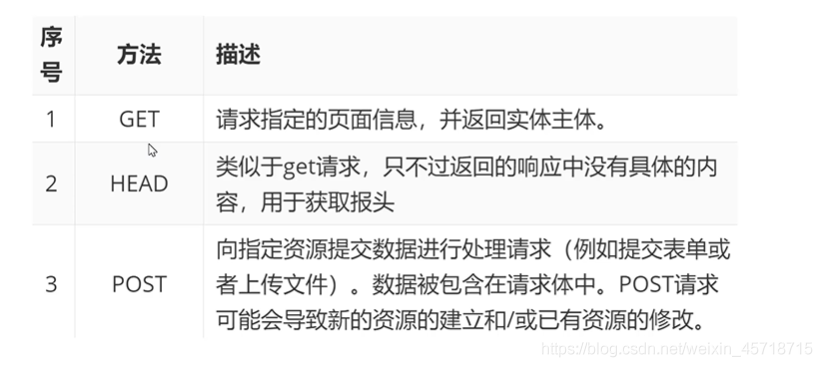 序号 方法 描述
1 GET 请求指定的页面信息，并返回实体主体。
2 HEAD 类似于get请求，只不过返回的响应中没有具体的内
容，用于获取报头
3 POST 向指定资源提交数据进行处理请求（例如提交表单或
者上传文件）。数据被包含在请求体中。POST请求
可能会导致新的资源的建立和/或已有资源的修改。
https://blog.csdn.net/weixin_45718715